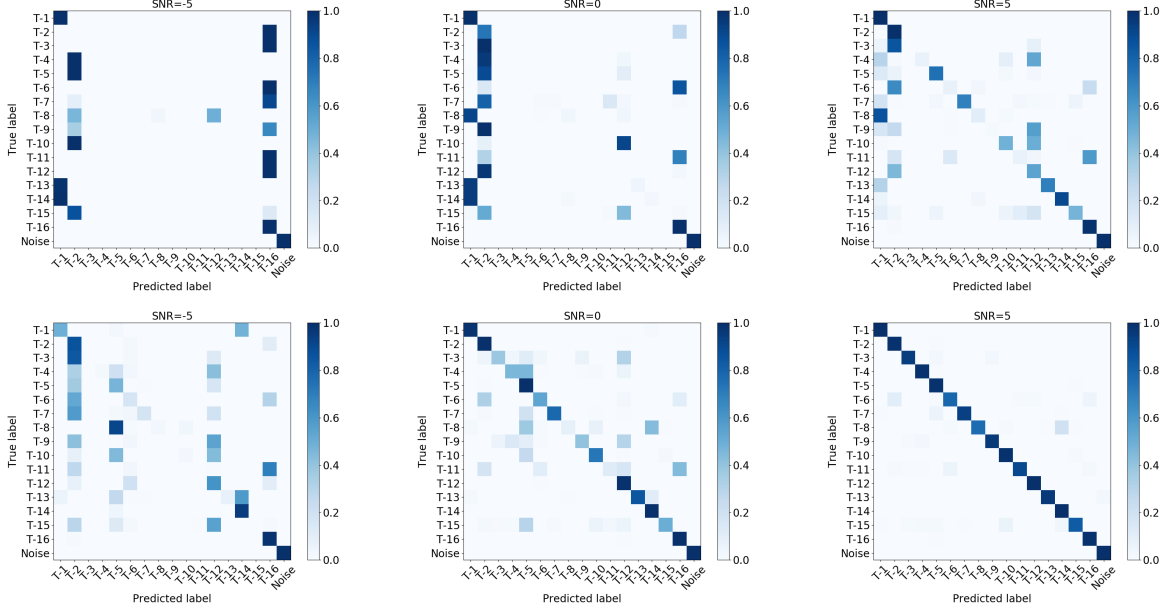 SNR=-5
T-1
T-2
T-3
T-4
T-5
T-6
T-7
T-8
T-9
T-10
T-11
T-12
T-13
T-14
T-15
T-16
Noise
True label
T-1 T-2 T-3 T-4 T-5 T-6 T-7 T-8 T-9 T-10 T-11 T-12 T-13 T-14 T-15 T-16 Noise
Predicted label
1.0
0.8
0.6
0.4
0.2
0.0
SNR=0
T-1
T-2
T-3
T-4
T-5
T-6
T-7
T-8
T-9
T-10
T-11
T-12
T-13
T-14
T-15
T-16
Noise
True label
T-1 T-2 T-3 T-4 T-5 T-6 T-7 T-8 T-9 T-10 T-11 T-12 T-13 T-14 T-15 T-16 Noise
Predicted label
1.0
0.8
0.6
0.4
0.2
0.0
SNR=5
T-1
T-2
T-3
T-4
T-5
T-6
T-7
T-8
T-9
T-10
T-11
T-12
T-13
T-14
T-15
T-16
Noise
True label
T-1 T-2 T-3 T-4 T-5 T-6 T-7 T-8 T-9 T-10 T-11 T-12 T-13 T-14 T-15 T-16 Noise
Predicted label
1.0
0.8
0.6
0.4
0.2
0.0
SNR=-5
T-1
T-2
T-3
T-4
T-5
T-6
T-7
T-8
T-9
T-10
T-11
T-12
T-13
T-14
T-15
T-16
Noise
True label
T-1 T-2 T-3 T-4 T-5 T-6 T-7 T-8 T-9 T-10 T-11 T-12 T-13 T-14 T-15 T-16 Noise
Predicted label
1.0
0.8
0.6
0.4
0.2
0.0
SNR=0
T-1
T-2
T-3
T-4
T-5
T-6
T-7
T-8
T-9
T-10
T-11
T-12
T-13
T-14
T-15
T-16
Noise
True label
T-1 T-2 T-3 T-4 T-5 T-6 T-7 T-8 T-9 T-10 T-11 T-12 T-13 T-14 T-15 T-16 Noise
Predicted label
1.0
0.8
0.6
0.4
0.2
0.0
SNR=5
T-1
T-2
T-3
T-4
T-5
T-6
T-7
T-8
T-9
T-10
T-11
T-12
T-13
T-14
T-15
T-16
Noise
True label
T-1 T-2 T-3 T-4 T-5 T-6 T-7 T-8 T-9 T-10 T-11 T-12 T-13 T-14 T-15 T-16 Noise
Predicted label
1.0
0.8
0.6
0.4
0.2
0.0